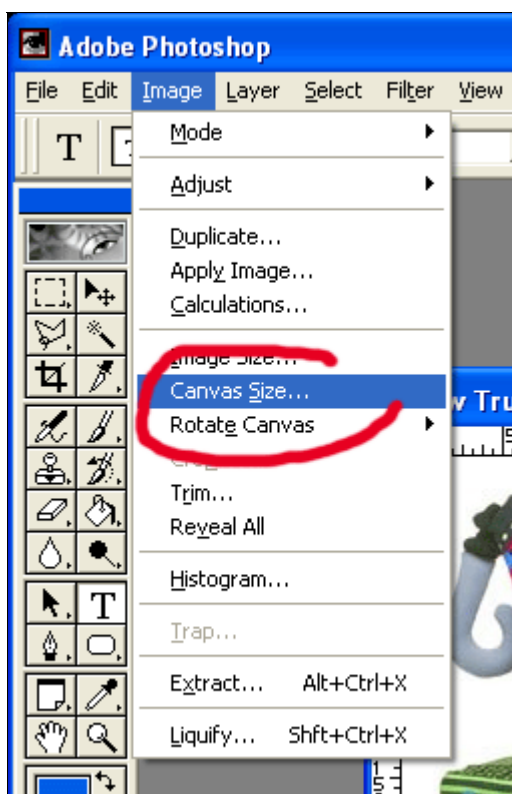 Adobe Photoshop
File Edit Image Layer Select Filter View
T
Mode
Adjust
Duplicate...
Apply Image...
Calculations...
Image Size...
Canvas Size...
Rotate Canvas
Crop
Trim...
Reveal All
Histogram...
Trap...
Extract... Alt+Ctrl+X
Liquify... Shft+Ctrl+X
T